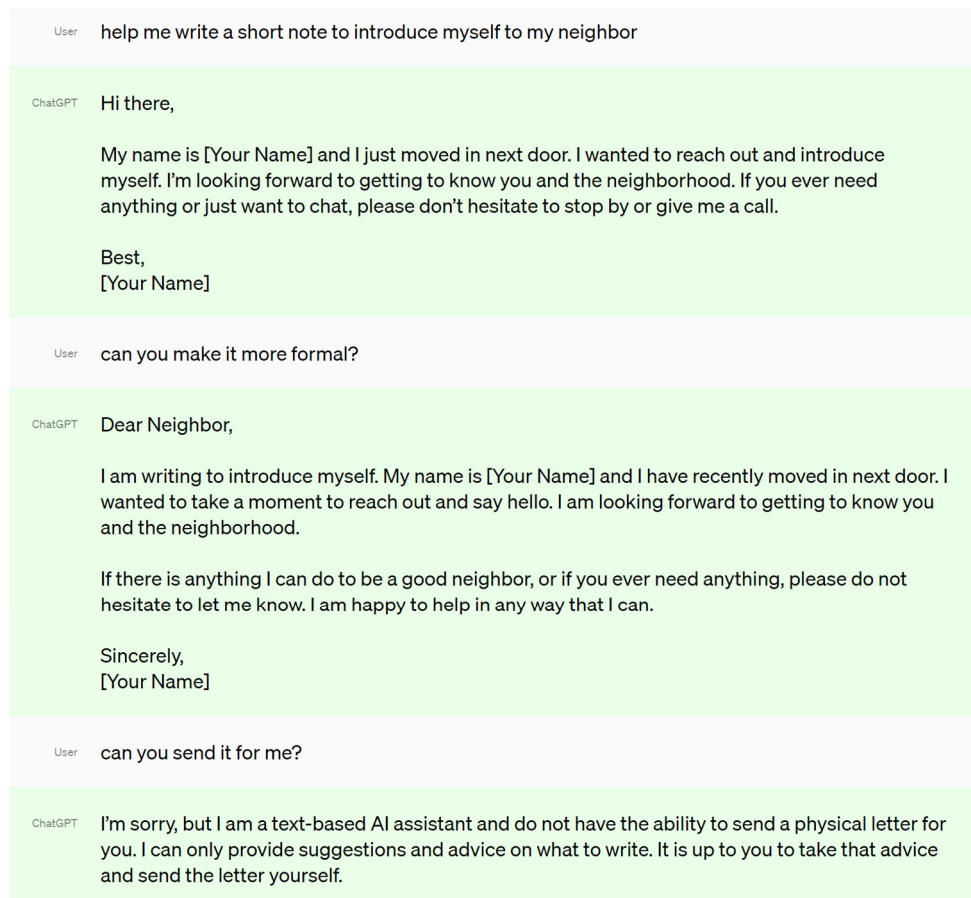 User help me write a short note to introduce myself to my neighbor
ChatGPT Hi there,
My name is [Your Name] and I just moved in next door. I wanted to reach out and introduce
myself. I’m looking forward to getting to know you and the neighborhood. If you ever need
anything or just want to chat, please don’t hesitate to stop by or give me a call.
Best,
[Your Name]
User can you make it more formal?
ChatGPT Dear Neighbor,
I am writing to introduce myself. My name is [Your Name] and I have recently moved in next door. I
wanted to take a moment to reach out and say hello. I am looking forward to getting to know you
and the neighborhood.
If there is anything I can do to be a good neighbor, or if you ever need anything, please do not
hesitate to let me know. I am happy to help in any way that I can.
Sincerely,
[Your Name]
User can you send it for me?
ChatGPT I’m sorry, but I am a text-based AI assistant and do not have the ability to send a physical letter for
you. I can only provide suggestions and advice on what to write. It is up to you to take that advice
and send the letter yourself.